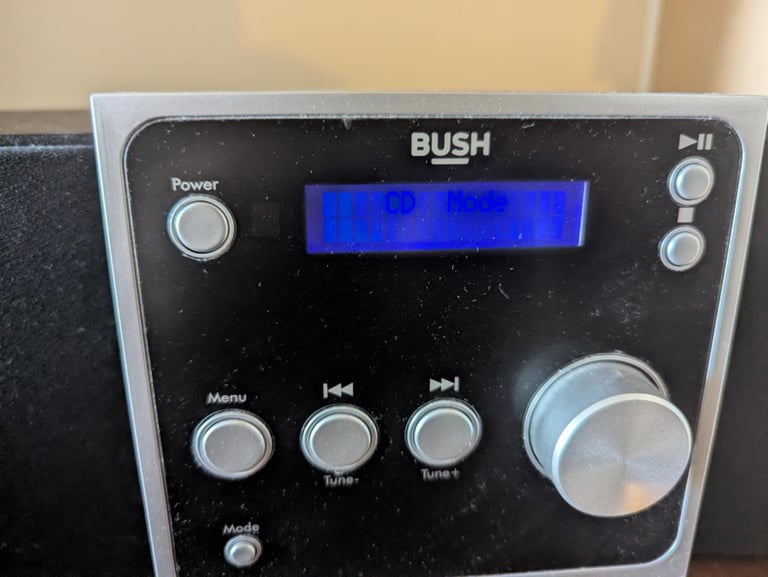 BUSH
Power
CD Mode
Menu
Tune-
Tune+
Mode